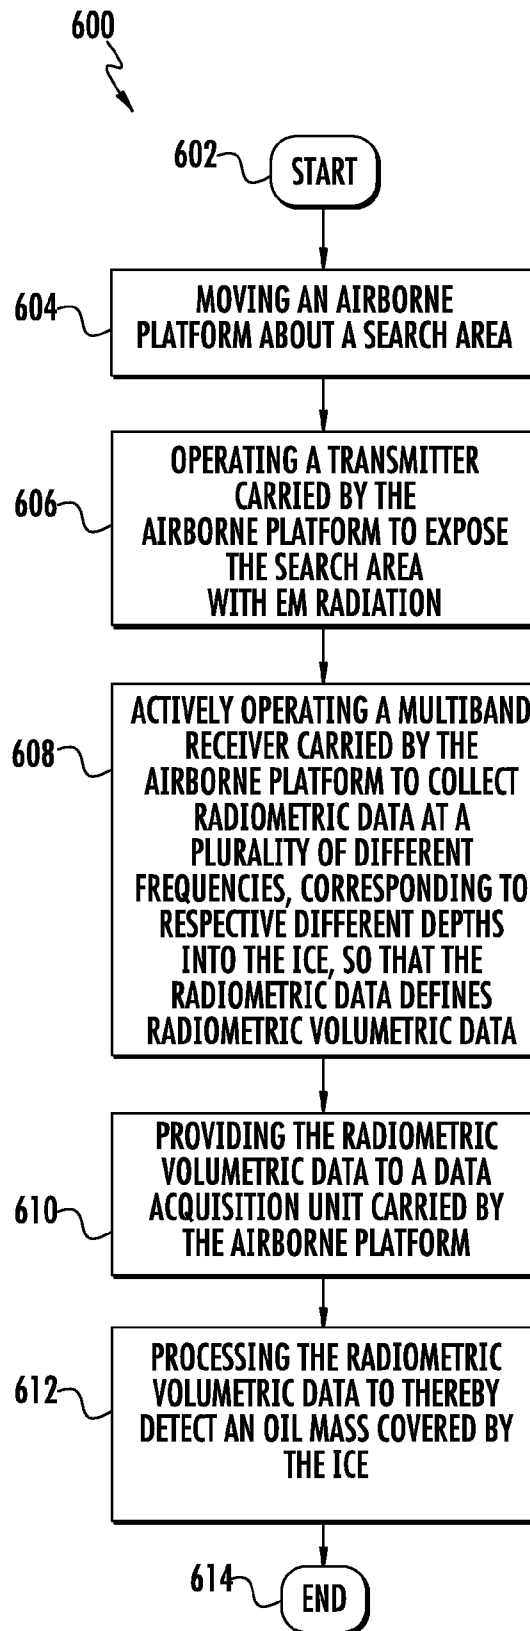 600
602
START
604
MOVING AN AIRBORNE
PLATFORM ABOUT A SEARCH AREA
606
OPERATING A TRANSMITTER
CARRIED BY THE
AIRBORNE PLATFORM TO EXPOSE
THE SEARCH AREA
WITH EM RADIATION
608
ACTIVELY OPERATING A MULTIBAND
RECEIVER CARRIED BY THE
AIRBORNE PLATFORM TO COLLECT
RADIOMETRIC DATA AT A
PLURALITY OF DIFFERENT
FREQUENCIES, CORRESPONDING TO
RESPECTIVE DIFFERENT DEPTHS
INTO THE ICE, SO THAT THE
RADIOMETRIC DATA DEFINES
RADIOMETRIC VOLUMETRIC DATA
610
PROVIDING THE RADIOMETRIC
VOLUMETRIC DATA TO A DATA
ACQUISITION UNIT CARRIED BY
THE AIRBORNE PLATFORM
612
PROCESSING THE RADIOMETRIC
VOLUMETRIC DATA TO THEREBY
DETECT AN OIL MASS COVERED BY
THE ICE
614
END